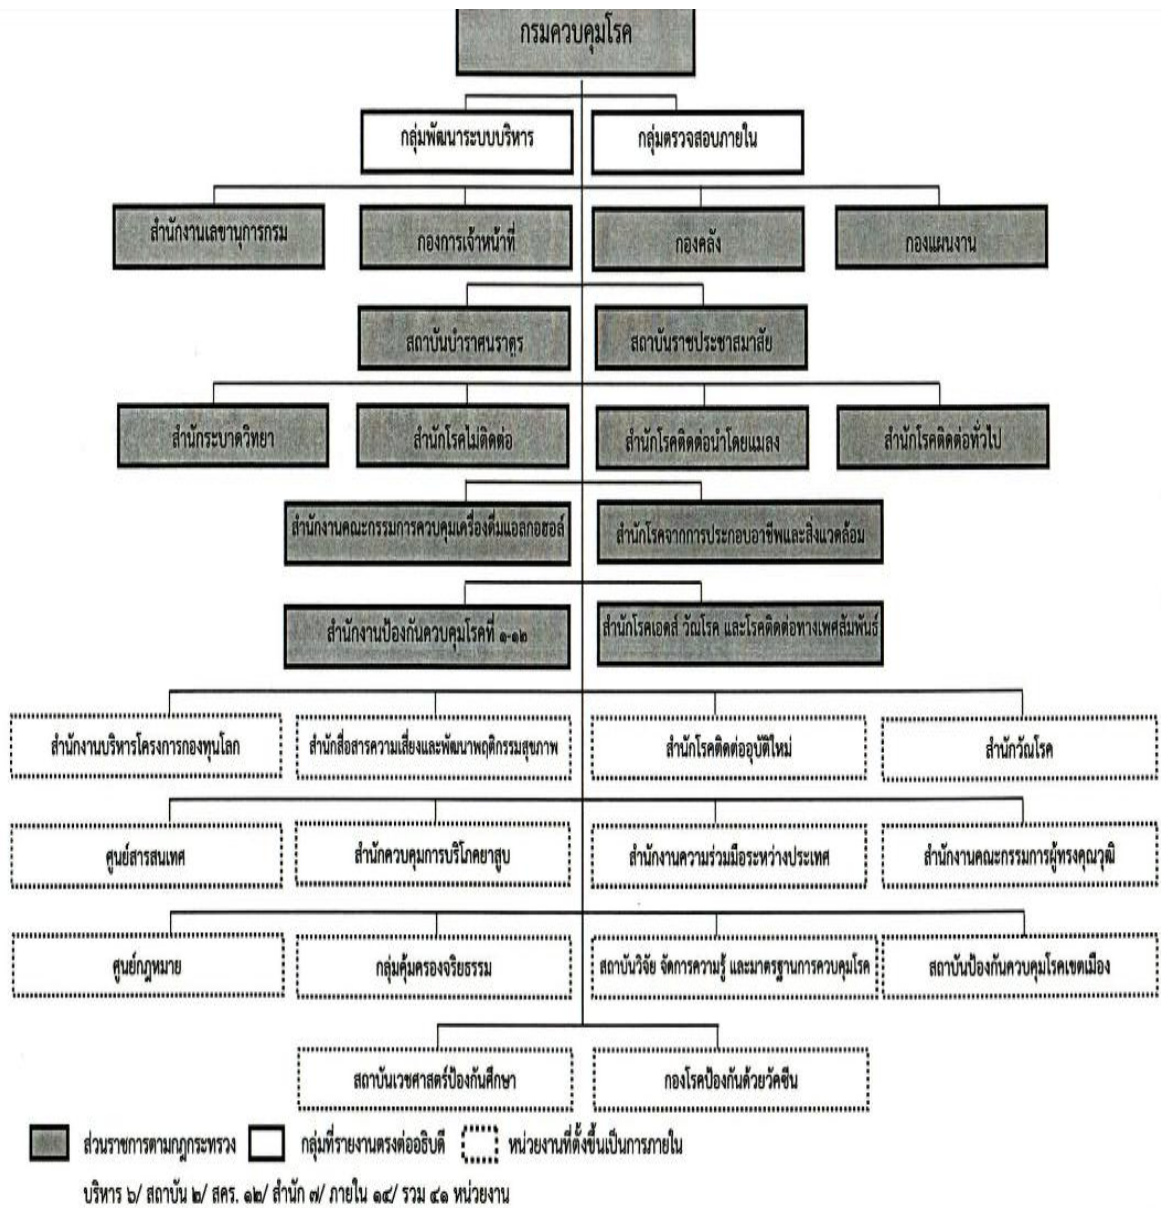 กรมควบคุมโรค
กลุ่มพัฒนาระบบบริหาร
กลุ่มตรวจสอบภายใน
สำนักงานเลขานุการกรม
กองการเจ้าหน้าที่
กองคลัง
กองแผนงาน
สถาบันบำราศนราดูร
สถาบันราชประชาสมาสัย
สำนักระบาดวิทยา
สำนักโรคไม่ติดต่อ
สำนักโรคติดต่อนำโดยแมลง
สำนักโรคติดต่อทั่วไป
สำนักงานคณะกรรมการควบคุมเครื่องดื่มแอลกอฮอล์
สำนักโรคจากการประกอบอาชีพและสิ่งแวดล้อม
สำนักงานป้องกันควบคุมโรคที่ ๑-๑๒
สำนักโรคเอดส์ วัณโรค และโรคติดต่อทางเพศสัมพันธ์
สำนักงานบริหารโครงการกองทุนโลก
สำนักสื่อสารความเสี่ยงและพัฒนาพฤติกรรมสุขภาพ
สำนักโรคติดต่ออุบัติใหม่
สำนักวัณโรค
ศูนย์สารสนเทศ
สำนักควบคุมการบริโภคยาสูบ
สำนักงานความร่วมมือระหว่างประเทศ
สำนักงานคณะกรรมการผู้ทรงคุณวุฒิ
ศูนย์กฎหมาย
กลุ่มคุ้มครองจริยธรรม
สถาบันวิจัย จัดการความรู้ และมาตรฐานการควบคุมโรค
สถาบันป้องกันควบคุมโรคเขตเมือง
สถาบันเวชศาสตร์ป้องกันศึกษา
กองโรคป้องกันด้วยวัคซีน
ส่วนราชการตามกฎกระทรวง
กลุ่มที่รายงานตรงต่ออธิบดี
หน่วยงานที่ตั้งขึ้นเป็นการภายใน
บริหาร ๖/ สถาบัน ๒/ สคร. ๑๒/ สำนัก ๗/ ภายใน ๑๔/ รวม ๔๑ หน่วยงาน